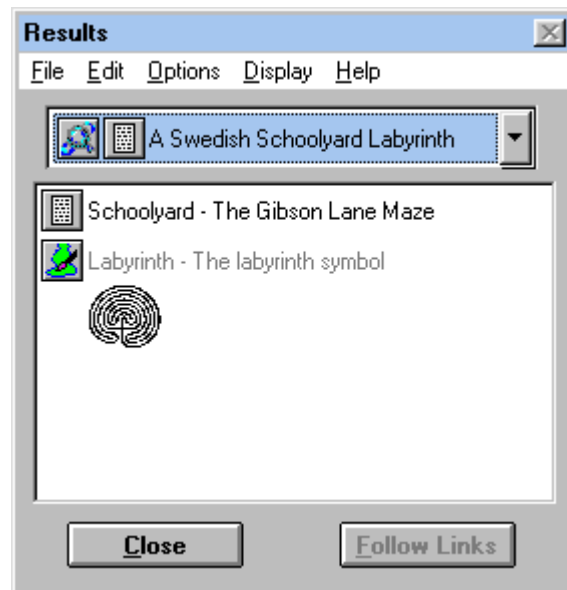 Results
File Edit Options Display Help
A Swedish Schoolyard Labyrinth
Schoolyard - The Gibson Lane Maze
Labyrinth - The labyrinth symbol
Close Follow Links